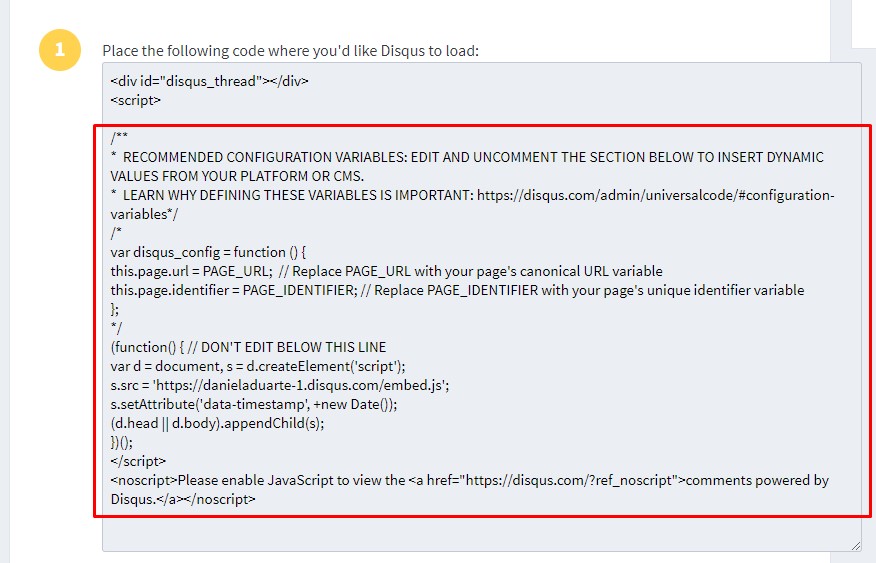 1
Place the following code where you'd like Disqus to load:
<div id="disqus_thread"></div>
<script>
/**
*  RECOMMENDED CONFIGURATION VARIABLES: EDIT AND UNCOMMENT THE SECTION BELOW TO INSERT DYNAMIC
VALUES FROM YOUR PLATFORM OR CMS.
*  LEARN WHY DEFINING THESE VARIABLES IS IMPORTANT: https://disqus.com/admin/universalcode/#configuration-
variables*/
/*
var disqus_config = function () {
this.page.url = PAGE_URL;  // Replace PAGE_URL with your page's canonical URL variable
this.page.identifier = PAGE_IDENTIFIER; // Replace PAGE_IDENTIFIER with your page's unique identifier variable
};
*/
(function() { // DON'T EDIT BELOW THIS LINE
var d = document, s = d.createElement('script');
s.src = 'https://danieladuarte-1.disqus.com/embed.js';
s.setAttribute('data-timestamp', +new Date());
(d.head || d.body).appendChild(s);
})();
</script>
<noscript>Please enable JavaScript to view the <a href="https://disqus.com/?ref_noscript">comments powered by
Disqus.</a></noscript>